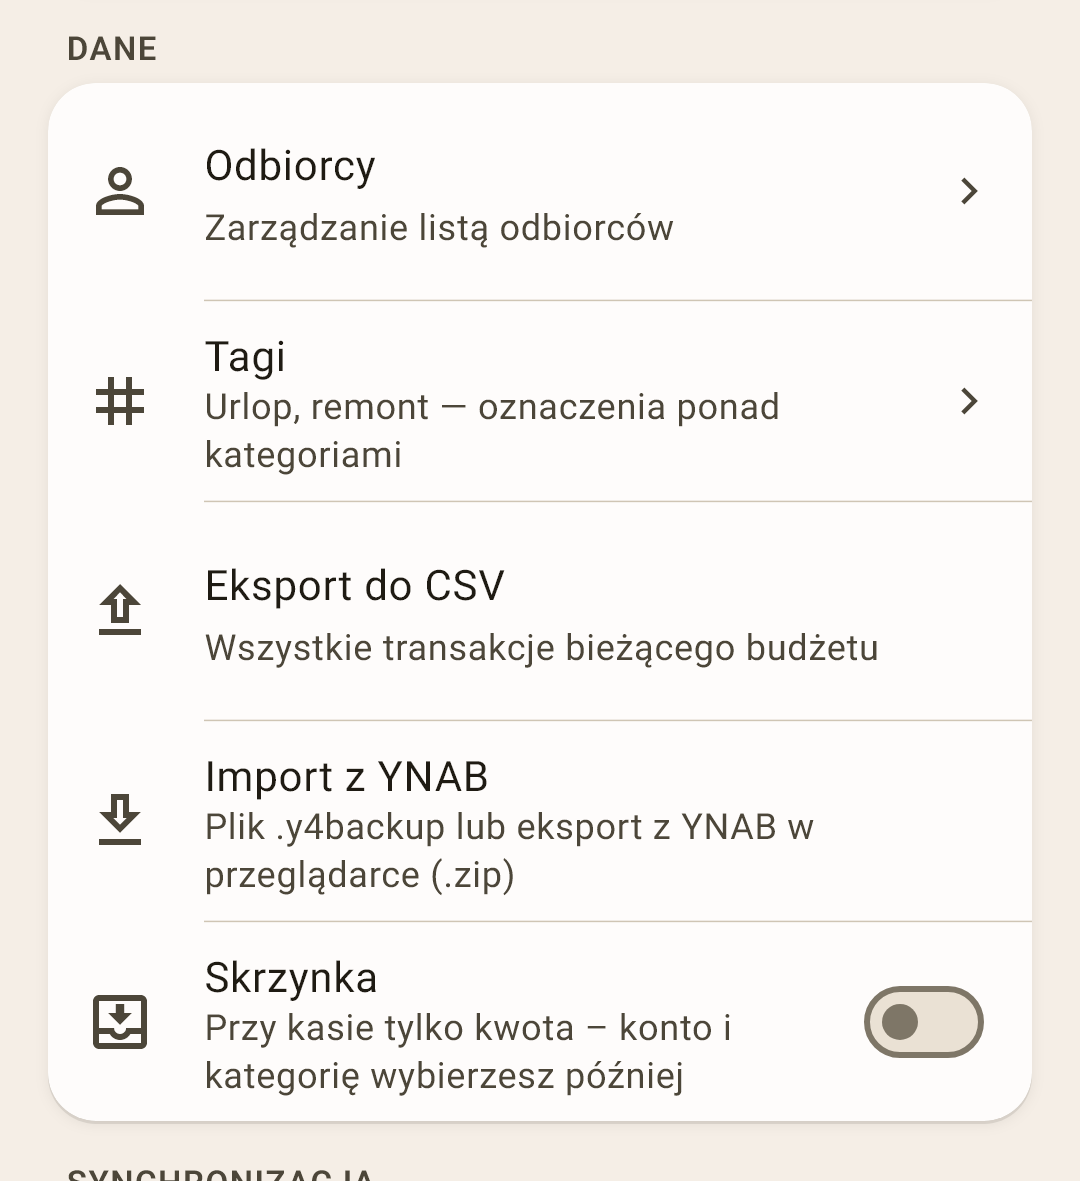 DANE
Odbiorcy
Zarządzanie listą odbiorców
Tagi
Urlop, remont — oznaczenia ponad
kategoriami
Eksport do CSV
Wszystkie transakcje bieżącego budżetu
Import z YNAB
Plik .y4backup lub eksport z YNAB w
przeglądarce (.zip)
Skrzynka
Przy kasie tylko kwota – konto i
kategorię wybierzesz później
SYNCHRONIZACJA